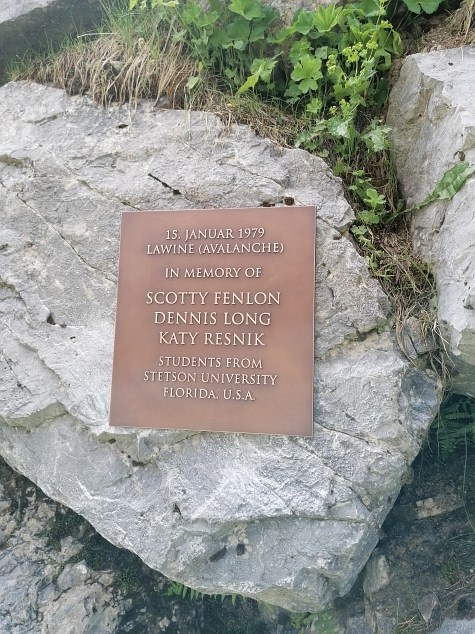 15. JANUAR 1979
LAWINE (AVALANCHE)
IN MEMORY OF
SCOTTY FENLON
DENNIS LONG
KATY RESNIK
STUDENTS FROM
STETSON UNIVERSITY
FLORIDA, U.S.A.